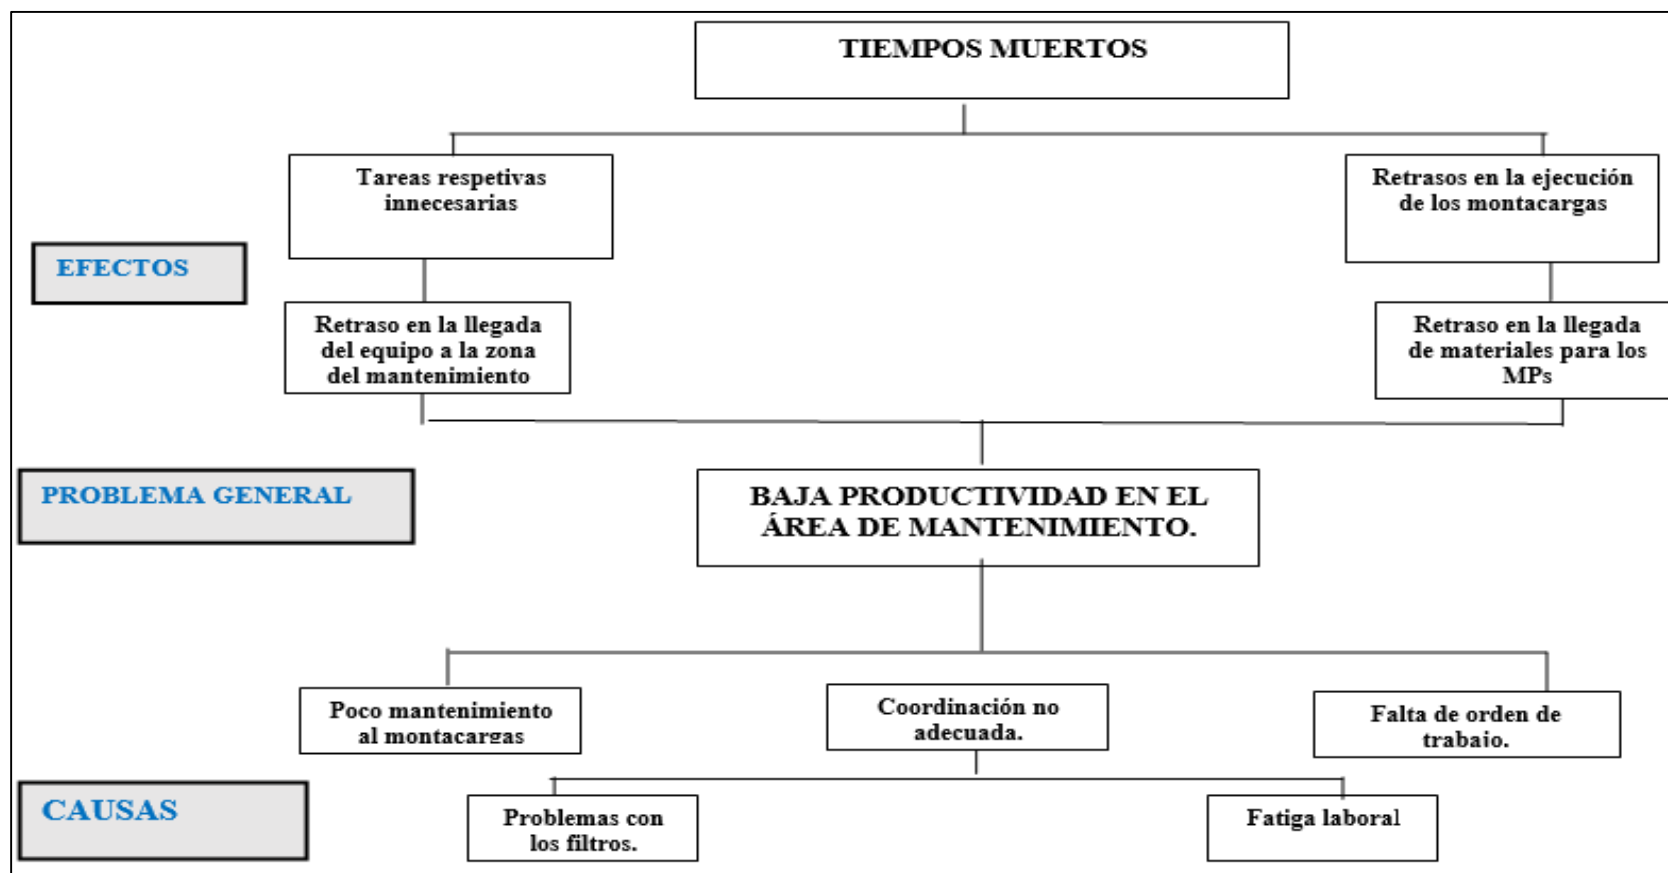 TIEMPOS MUERTOS
Tareas respetivas
innecesarias
Retrasos en la ejecución
de los montacargas
EFECTOS
Retraso en la llegada
del equipo a la zona
del mantenimiento
Retraso en la llegada
de materiales para los
MPs
PROBLEMA GENERAL
BAJA PRODUCTIVIDAD EN EL
ÁREA DE MANTENIMIENTO.
Poco mantenimiento
al montacargas
Coordinación no
adecuada.
Falta de orden de
trabajo.
CAUSAS
Problemas con
los filtros.
Fatiga laboral